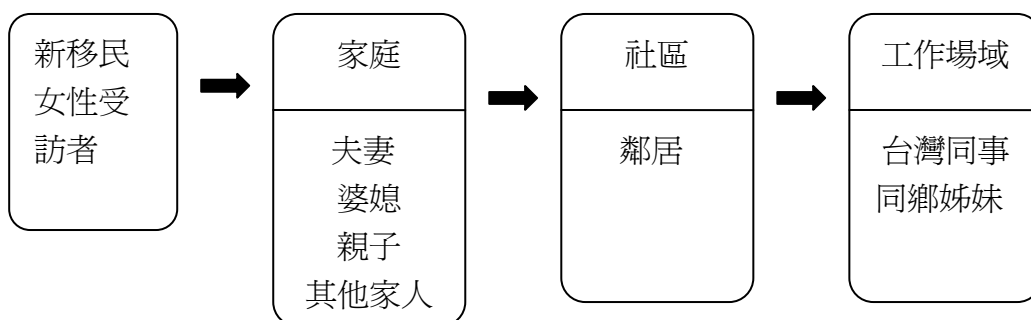 新移民
女性受
訪者
家庭
夫妻
婆媳
親子
其他家人
社區
鄰居
工作場域
台灣同事
同鄉姊妹